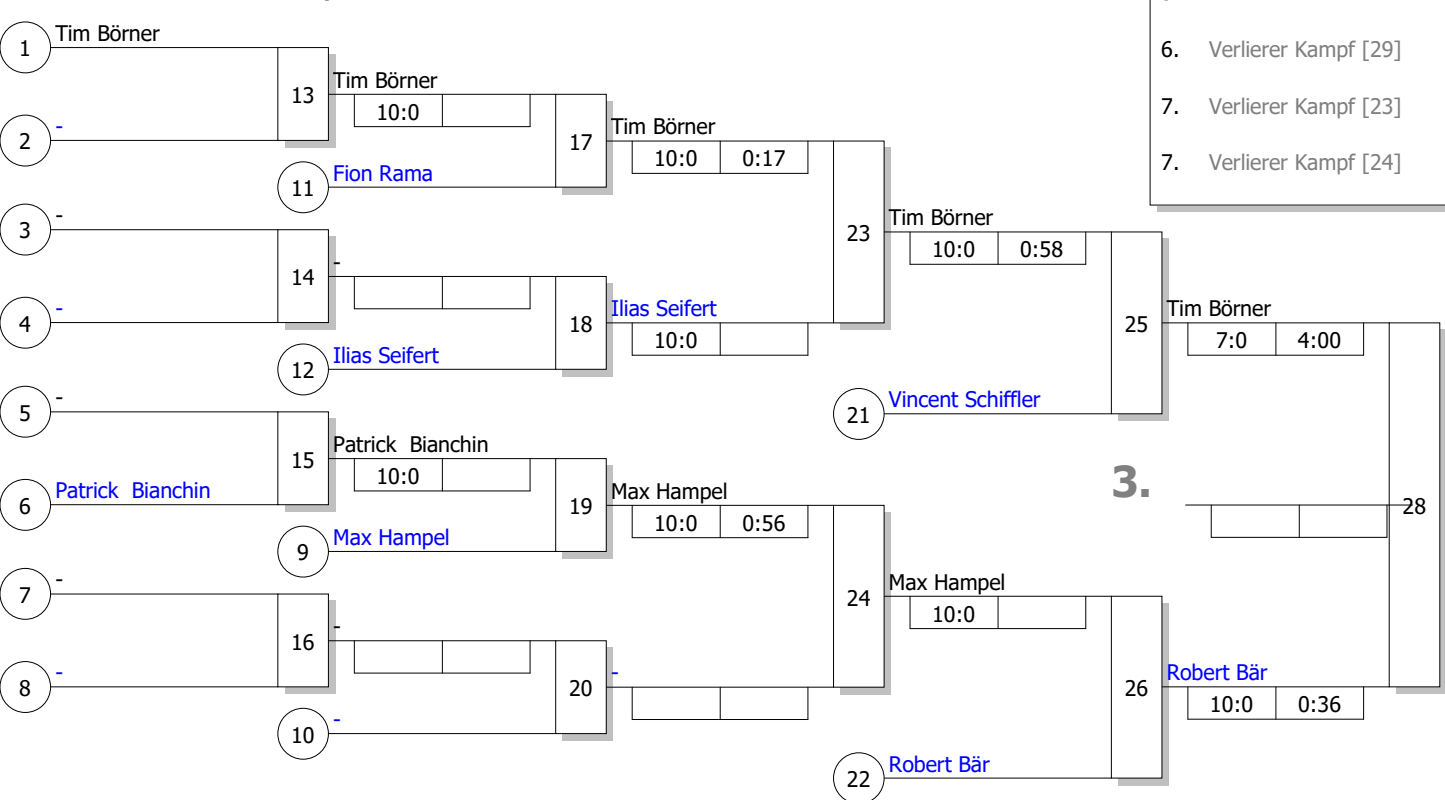 1 Tim Börner
13 Tim Börner
10:0
2 -
17 Tim Börner
10:0 0:17
11 Fion Rama
3 -
14 -
4 -
18 Ilias Seifert
10:0
12 Ilias Seifert
23 Tim Börner
10:0 0:58
5 -
15 Patrick Bianchin
10:0
6 Patrick Bianchin
19 Max Hampel
10:0 0:56
9 Max Hampel
7 -
16 -
8 -
20 -
10 -
24 Max Hampel
10:0
21 Vincent Schiffler
25 Tim Börner
7:0 4:00
22 Robert Bär
26 Robert Bär
10:0 0:36
3.
28
6. Verlierer Kampf [29]
7. Verlierer Kampf [23]
7. Verlierer Kampf [24]